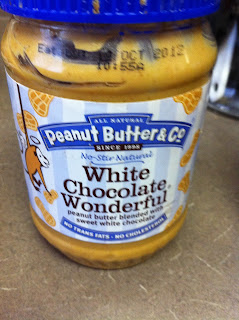 Eat OCT 2012
10:55A
ALL NATURAL
Peanut Butter & Co
SINCE 1998
No-Stir Natural
White
Chocolate
Wonderful
peanut butter blended with
sweet white chocolate
NO TRANS FATS · NO CHOLESTEROL